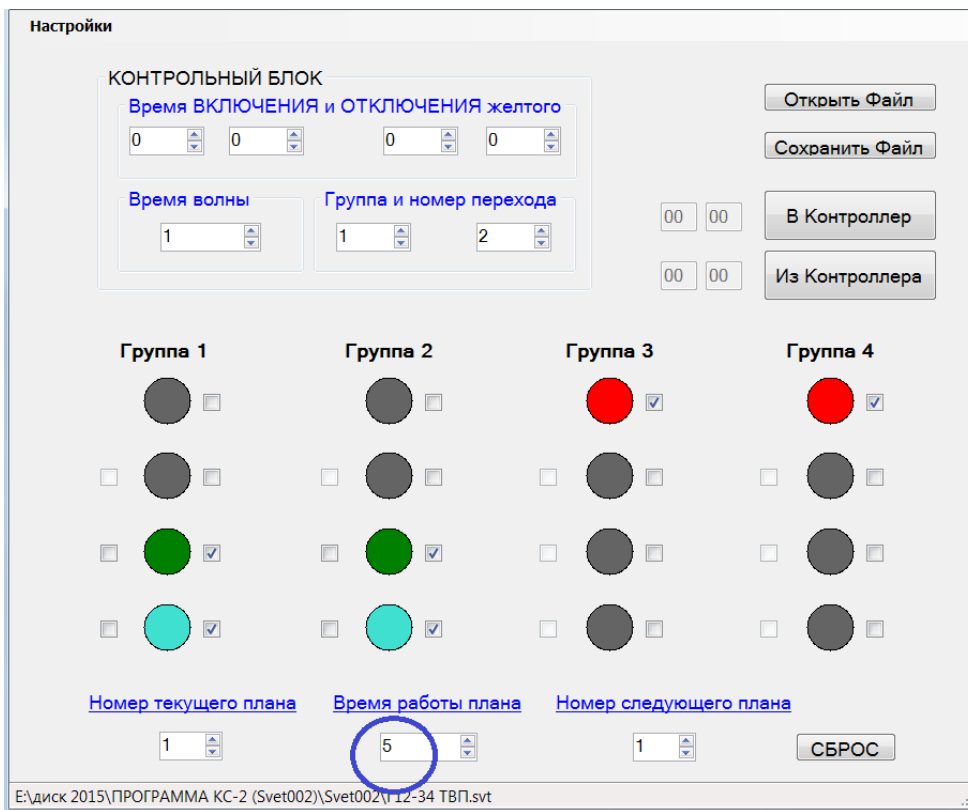 Настройки
КОНТРОЛЬНЫЙ БЛОК
Время ВКЛЮЧЕНИЯ и ОТКЛЮЧЕНИЯ желтого
0 0 0 0
Время волны
Группа и номер перехода
1 1 2
Открыть Файл
Сохранить Файл
00 00 В Контроллер
00 00 Из Контроллера
Группа 1 Группа 2 Группа 3 Группа 4
Номер текущего плана Время работы плана Номер следующего плана
1 5 1 СБРОС
E:\диск 2015\ПРОГРАММА КС-2 (Svet002)\Svet002\Г12-34 ТВП.svt